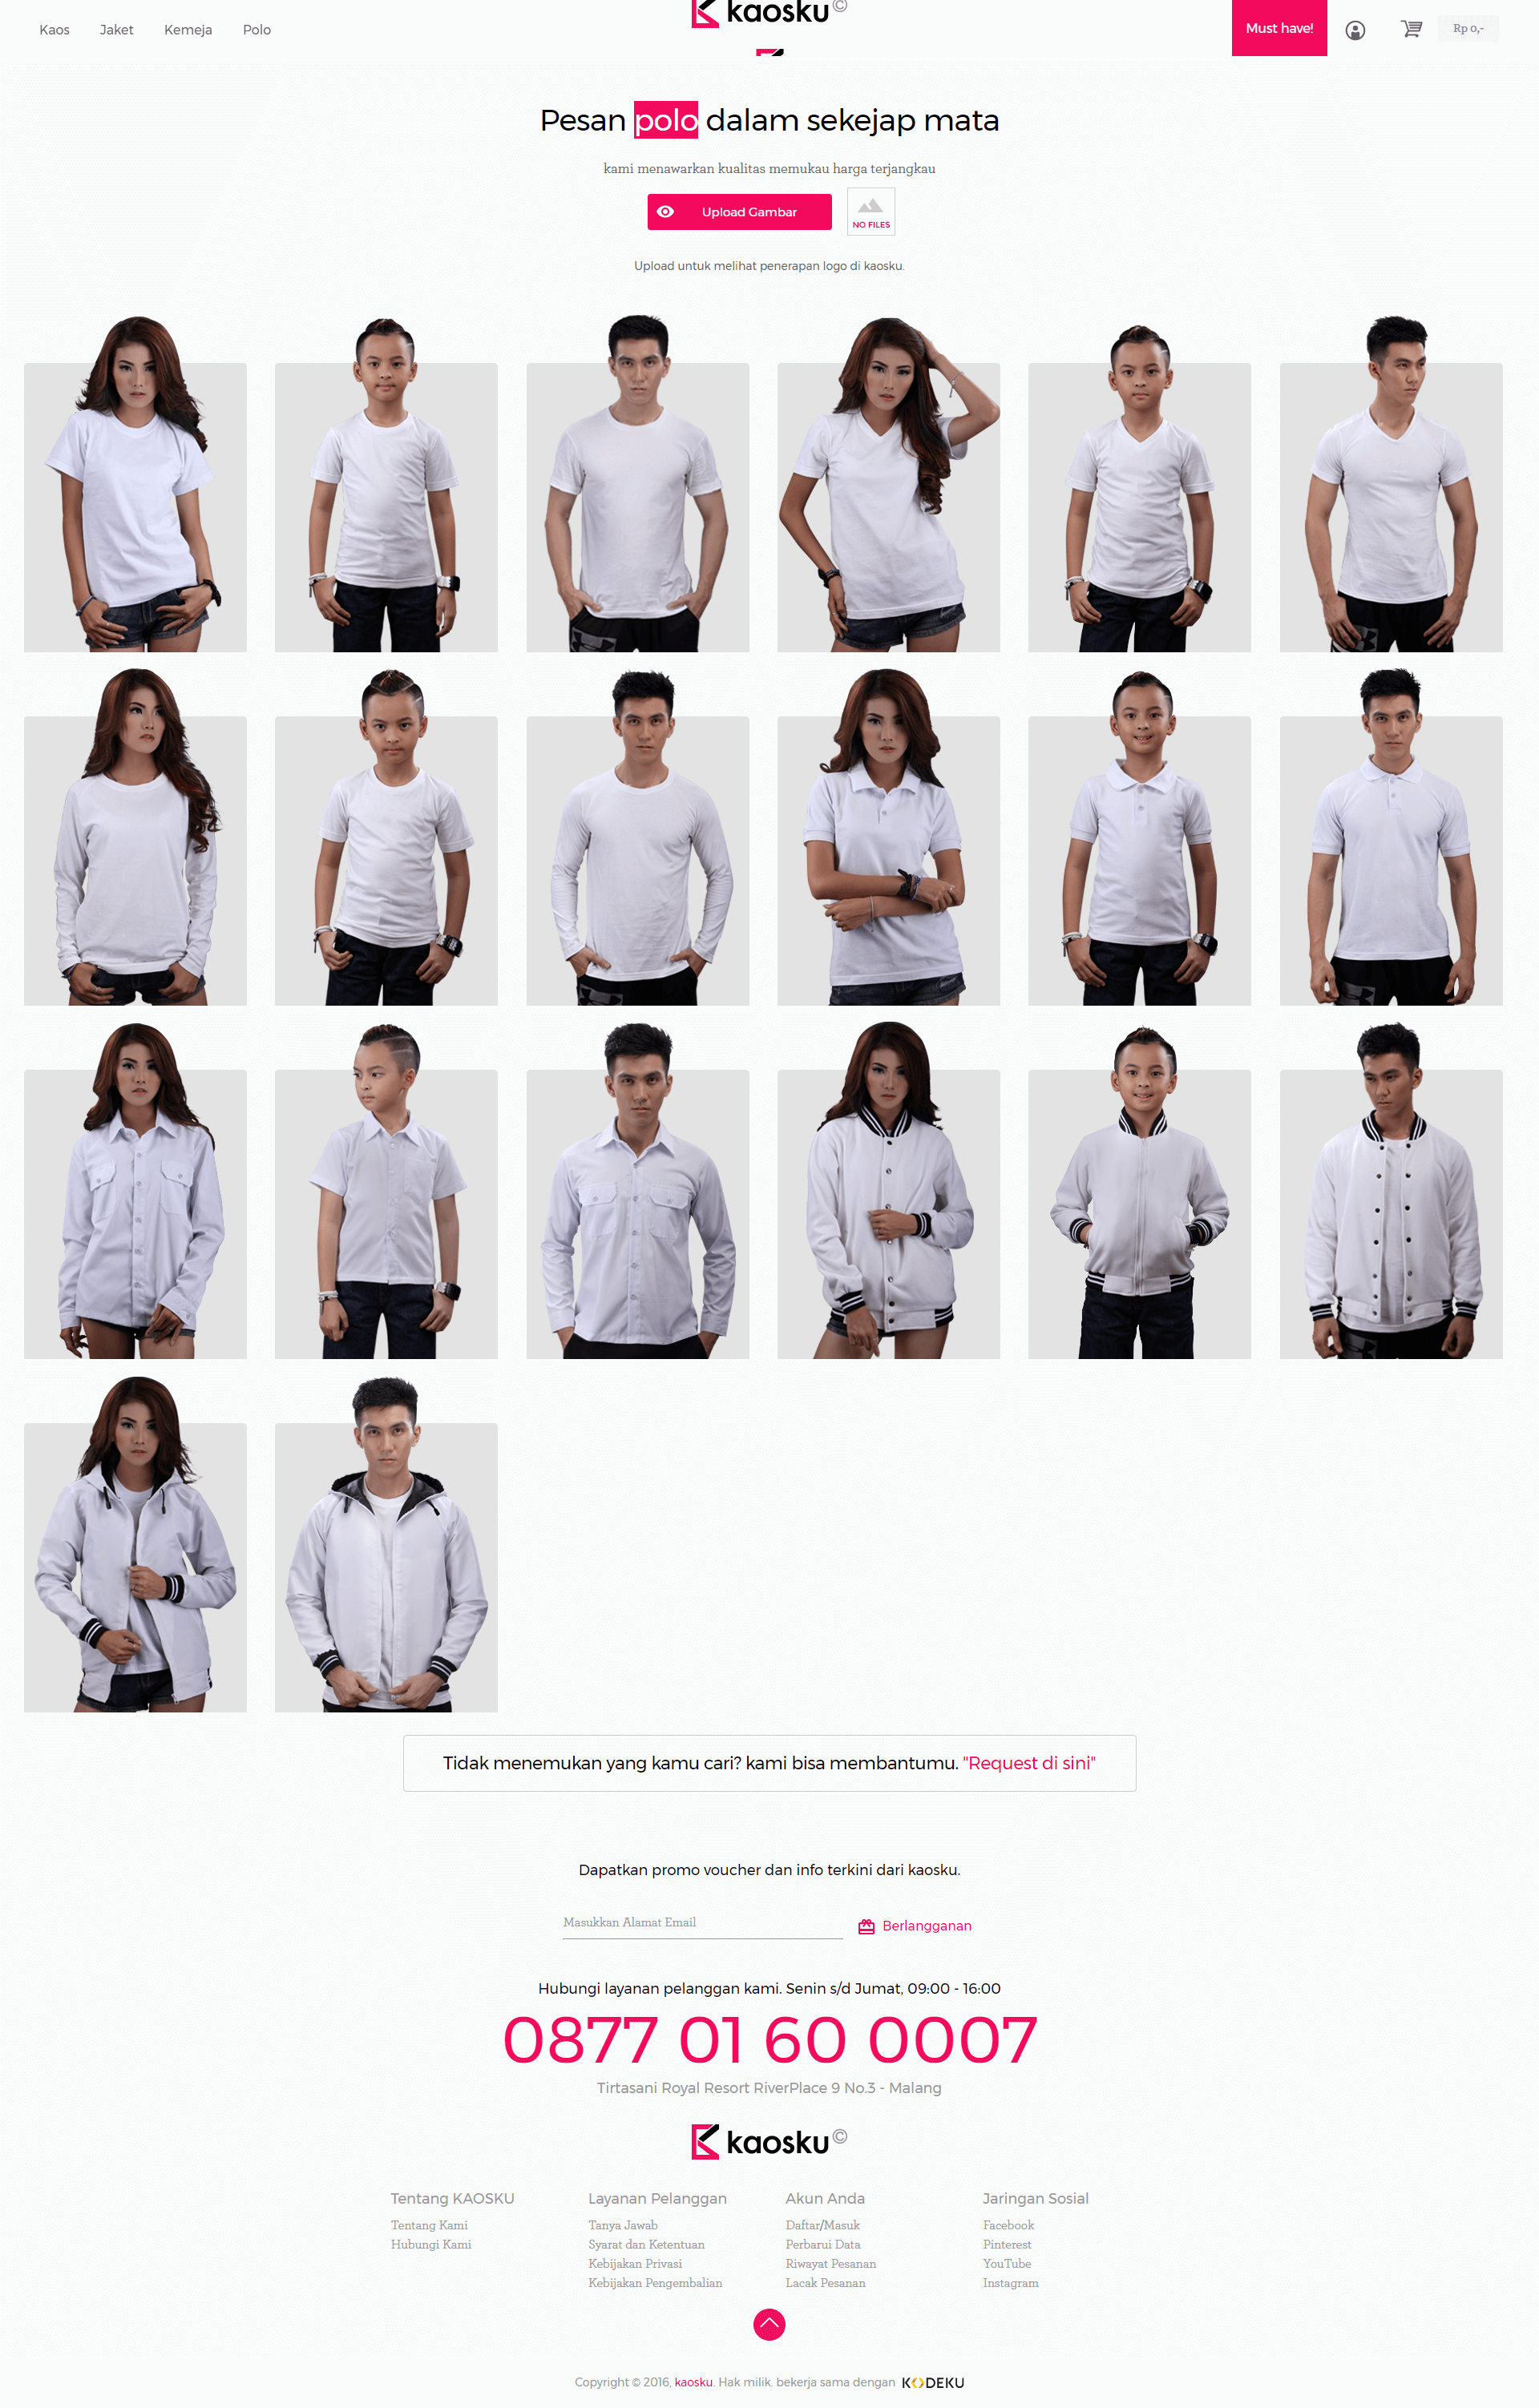 Kaos Jaket Kemeja Polo
kaosku©
Must have!
Rp 0,-
Pesan polo dalam sekejap mata
kami menawarkan kualitas memukau harga terjangkau
Upload Gambar
NO FILES
Upload untuk melihat penerapan logo di kaosku.
Tidak menemukan yang kamu cari? kami bisa membantumu. "Request di sini"
Dapatkan promo voucher dan info terkini dari kaosku.
Masukkan Alamat Email
Berlangganan
Hubungi layanan pelanggan kami. Senin s/d Jumat, 09:00 - 16:00
0877 01 60 0007
Tirtasani Royal Resort RiverPlace 9 No.3 - Malang
kaosku©
Tentang KAOSKU
Tentang Kami
Hubungi Kami
Layanan Pelanggan
Tanya Jawab
Syarat dan Ketentuan
Kebijakan Privasi
Kebijakan Pengembalian
Akun Anda
Daftar/Masuk
Perbarui Data
Riwayat Pesanan
Lacak Pesanan
Jaringan Sosial
Facebook
Pinterest
YouTube
Instagram
Copyright © 2016, kaosku. Hak milik. bekerja sama dengan KODEKU